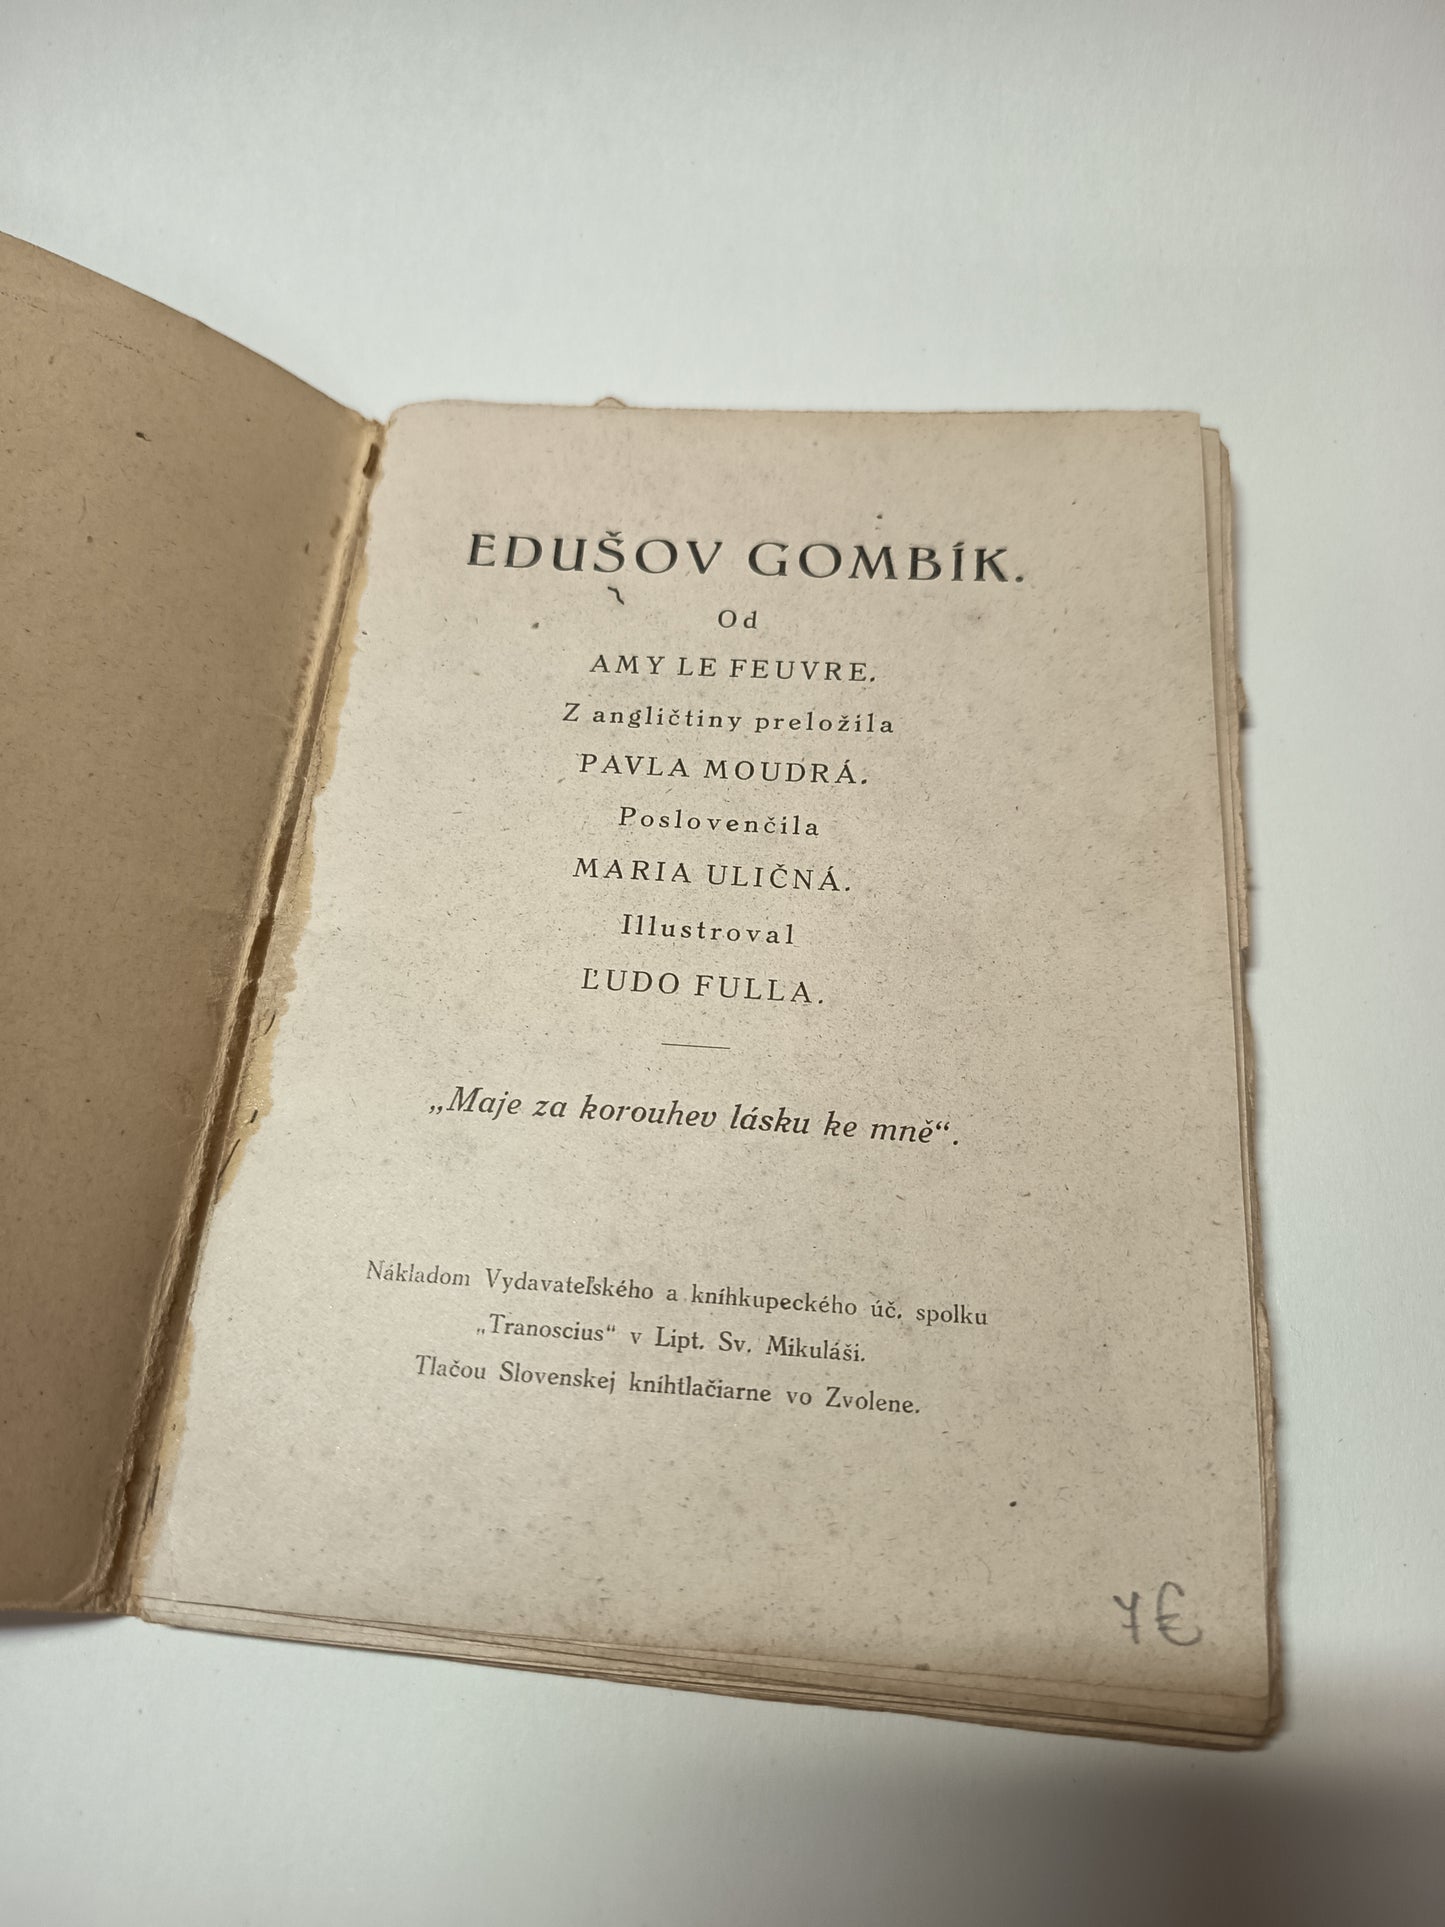 EDUŠOV GOMBÍK.
Od
AMY LE FEUVRE.
Z angličtiny preložila
PAVLA MOUDRÁ.
Poslovenčila
MARIA ULIČNÁ.
Illustroval
ĽUDO FULLA.
„Maje za korouhev lásku ke mně“.
Nákladom Vydavateľského a kníhkupeckého úč. spolku
„Tranoscius“ v Lipt. Sv. Mikuláši.
Tlačou Slovenskej kníhtlačiarne vo Zvolene.
7€